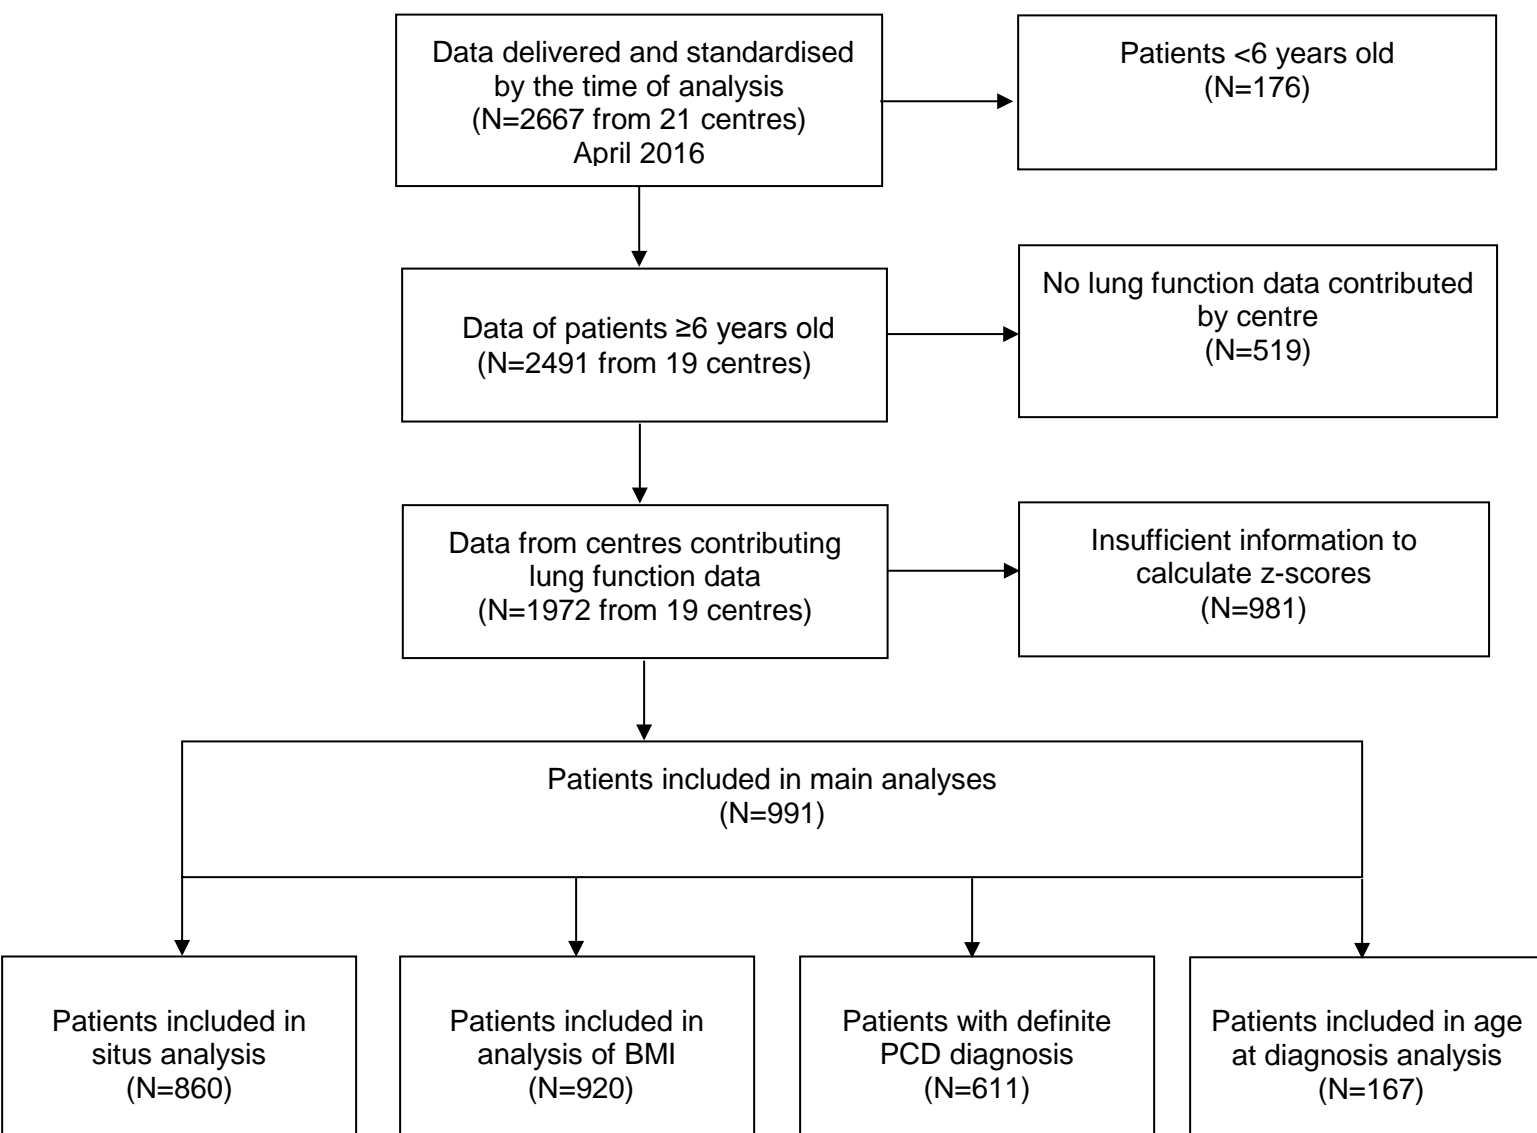 Data delivered and standardised
by the time of analysis
(N=2667 from 21 centres)
April 2016
Patients <6 years old
(N=176)
Data of patients ≥6 years old
(N=2491 from 19 centres)
No lung function data contributed
by centre
(N=519)
Data from centres contributing
lung function data
(N=1972 from 19 centres)
Insufficient information to
calculate z-scores
(N=981)
Patients included in main analyses
(N=991)
Patients included in
situs analysis
(N=860)
Patients included in
analysis of BMI
(N=920)
Patients with definite
PCD diagnosis
(N=611)
Patients included in age
at diagnosis analysis
(N=167)